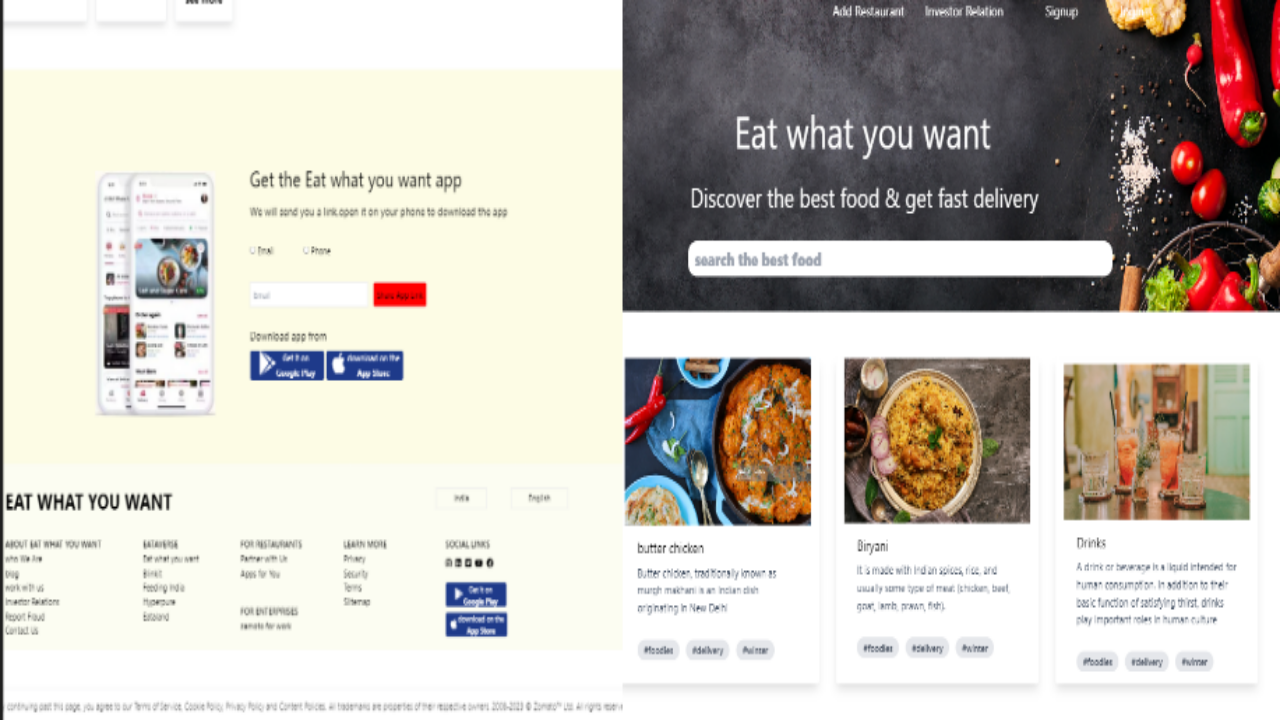 see more
Get the Eat what you want app
We will send you a link,open it on your phone to download the app
Email
Phone
Email
Share App Link
Download app from
Get it on
Google Play
download on the
App Store
EAT WHAT YOU WANT
India
English
ABOUT EAT WHAT YOU WANT
who We Are
blog
work with us
Investor Relations
Report Fraud
Contact Us
EATAVERSE
Eat what you want
Blinkit
Feeding India
Hyperpure
Eataland
FOR RESTAURANTS
Partner with Us
Apps for You
FOR ENTERPRISES
zamato for work
LEARN MORE
Privacy
Security
Terms
Sitemap
SOCIAL LINKS
Get it on
Google Play
download on the
App Store
continuing past this page, you agree to our Terms of Service, Cookie Policy, Privacy Policy and Content Policies. All trademarks are properties of their respective owners. 2008-2023 © Zomato™ Ltd. All rights reserv
Add Restaurant
Investor Relation
Signup
Eat what you want
Discover the best food & get fast delivery
search the best food
butter chicken
Butter chicken, traditionally known as
murgh makhani is an Indian dish
originating in New Delhi
#foodies
#delivery
#winter
Biryani
It is made with Indian spices, rice, and
usually some type of meat (chicken, beef,
goat, lamb, prawn, fish).
#foodies
#delivery
#winter
Drinks
A drink or beverage is a liquid intended for
human consumption. In addition to their
basic function of satisfying thirst, drinks
play important roles in human culture
#foodies
#delivery
#winter